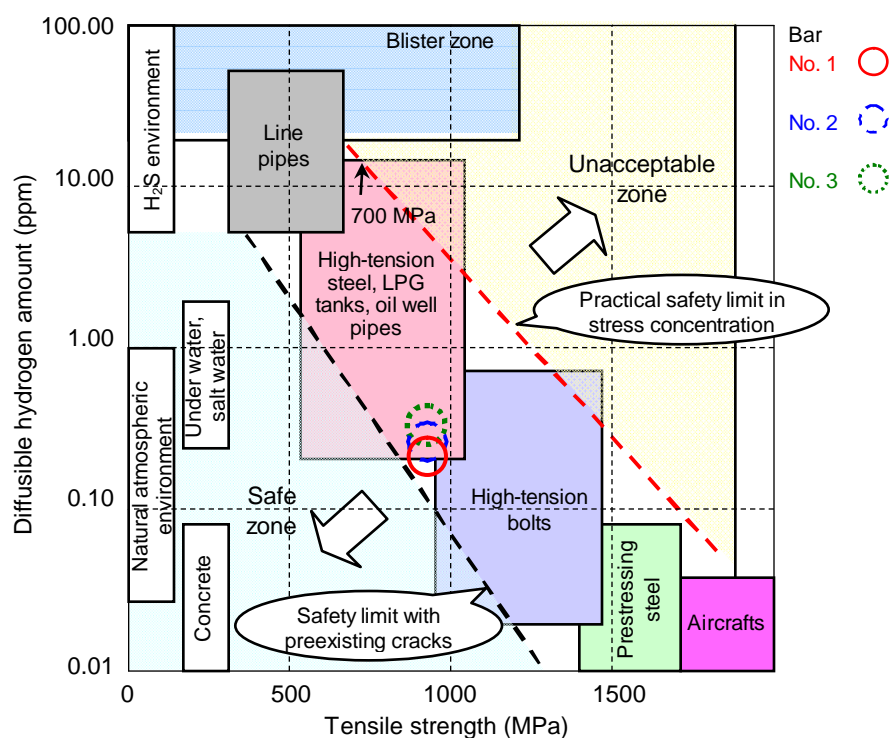 100.00
10.00
1.00
0.10
0.01
Diffusible hydrogen amount (ppm)
0
500
1000
1500
Tensile strength (MPa)
H₂S environment
Blister zone
Line
pipes
700 MPa
High-tension
steel, LPG
tanks, oil well
pipes
Unacceptable
zone
Practical safety limit in
stress concentration
Under water,
salt water
Natural atmospheric
environment
Safe
zone
Concrete
Safety limit with
preexisting cracks
High-tension
bolts
Prestressing
steel
Aircrafts
Bar
No. 1
No. 2
No. 3